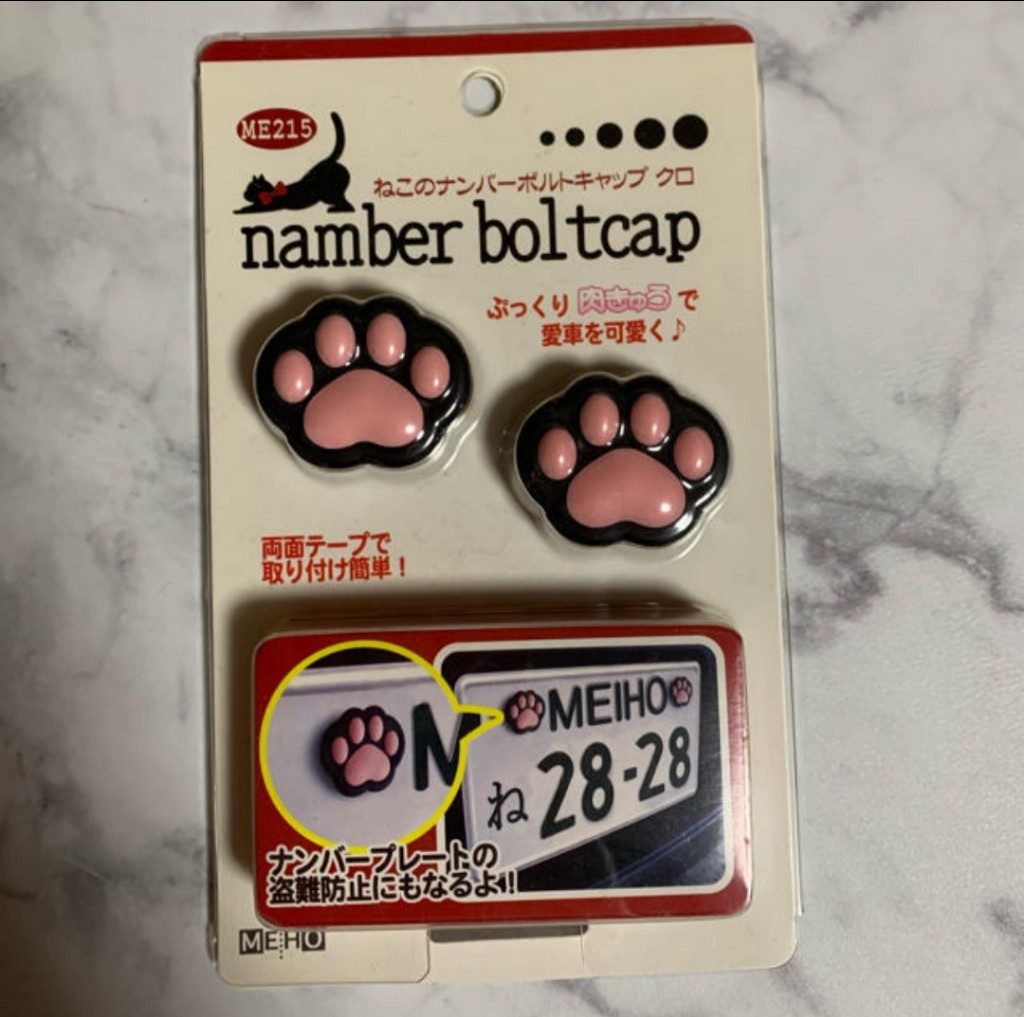 ME215
ねこのナンバーボルトキャップ クロ
namber boltcap
ぷっくり 肉きゅうで
愛車を可愛く♪
両面テープで
取り付け簡単!
M
MEIHO
ね 28-28
ナンバープレートの
盗難防止にもなるよ!!
MEIHO